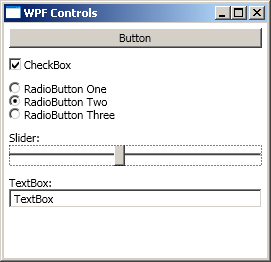 WPF Controls
Button
CheckBox
RadioButton One
RadioButton Two
RadioButton Three
Slider:
TextBox:
TextBox